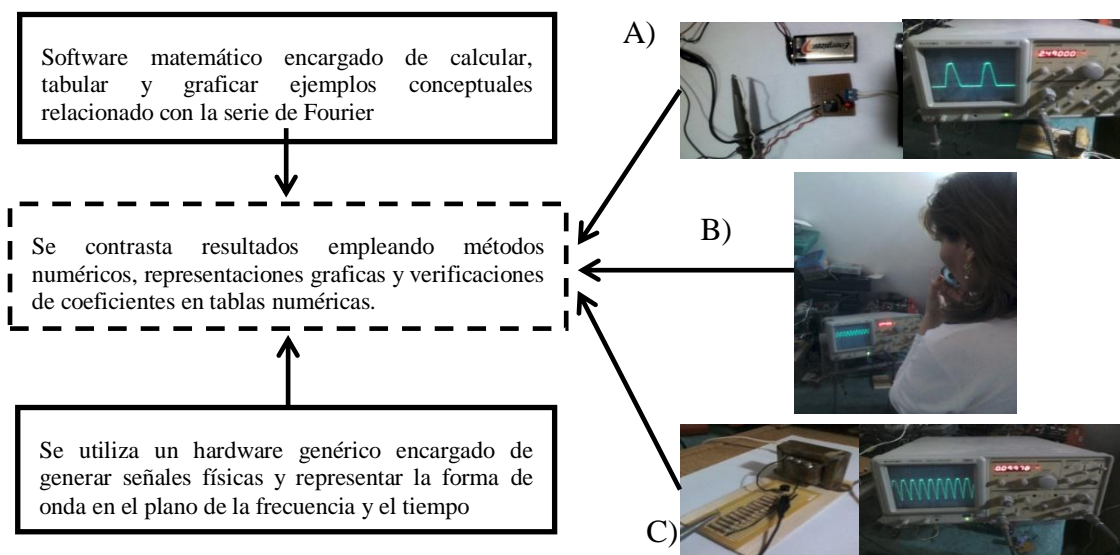 Software matemático encargado de calcular,
tabular y graficar ejemplos conceptuales
relacionado con la serie de Fourier
Se contrasta resultados empleando métodos
numéricos, representaciones graficas y verificaciones
de coeficientes en tablas numéricas.
Se utiliza un hardware genérico encargado de
generar señales físicas y representar la forma de
onda en el plano de la frecuencia y el tiempo
A)
Energizer
249000
B)
C)